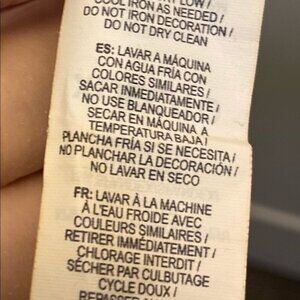 COOL IRON AS NEEDED /
DO NOT IRON DECORATION /
DO NOT DRY CLEAN
ES: LAVAR A MÁQUINA
CON AGUA FRÍA CON
COLORES SIMILARES /
SACAR INMEDIATAMENTE /
NO USE BLANQUEADOR /
SECAR EN MÁQUINA A
TEMPERATURA BAJA /
PLANCHA FRÍA SI SE NECESITA /
NO PLANCHAR LA DECORACIÓN /
NO LAVAR EN SECO
FR: LAVAR À LA MACHINE
À L'EAU FROIDE AVEC
COULEURS SIMILAIRES /
RETIRER IMMÉDIATEMENT /
CHLORAGE INTERDIT /
SÉCHER PAR CULBUTAGE
CYCLE DOUX /
REPASSER